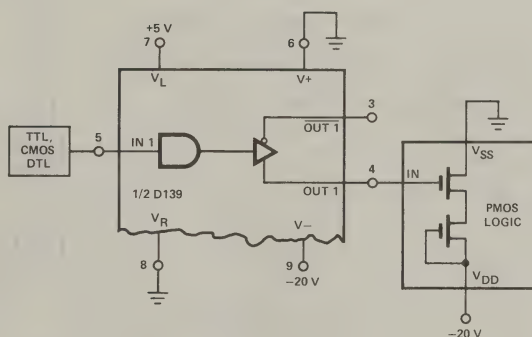 +5 V
7
6
V_L
V+
3
OUT 1
TTL,
CMOS
DTL
5
IN 1
4
OUT 1
IN
V_SS
PMOS
LOGIC
1/2 D139
V_R
V−
8
9
−20 V
V_DD
−20 V